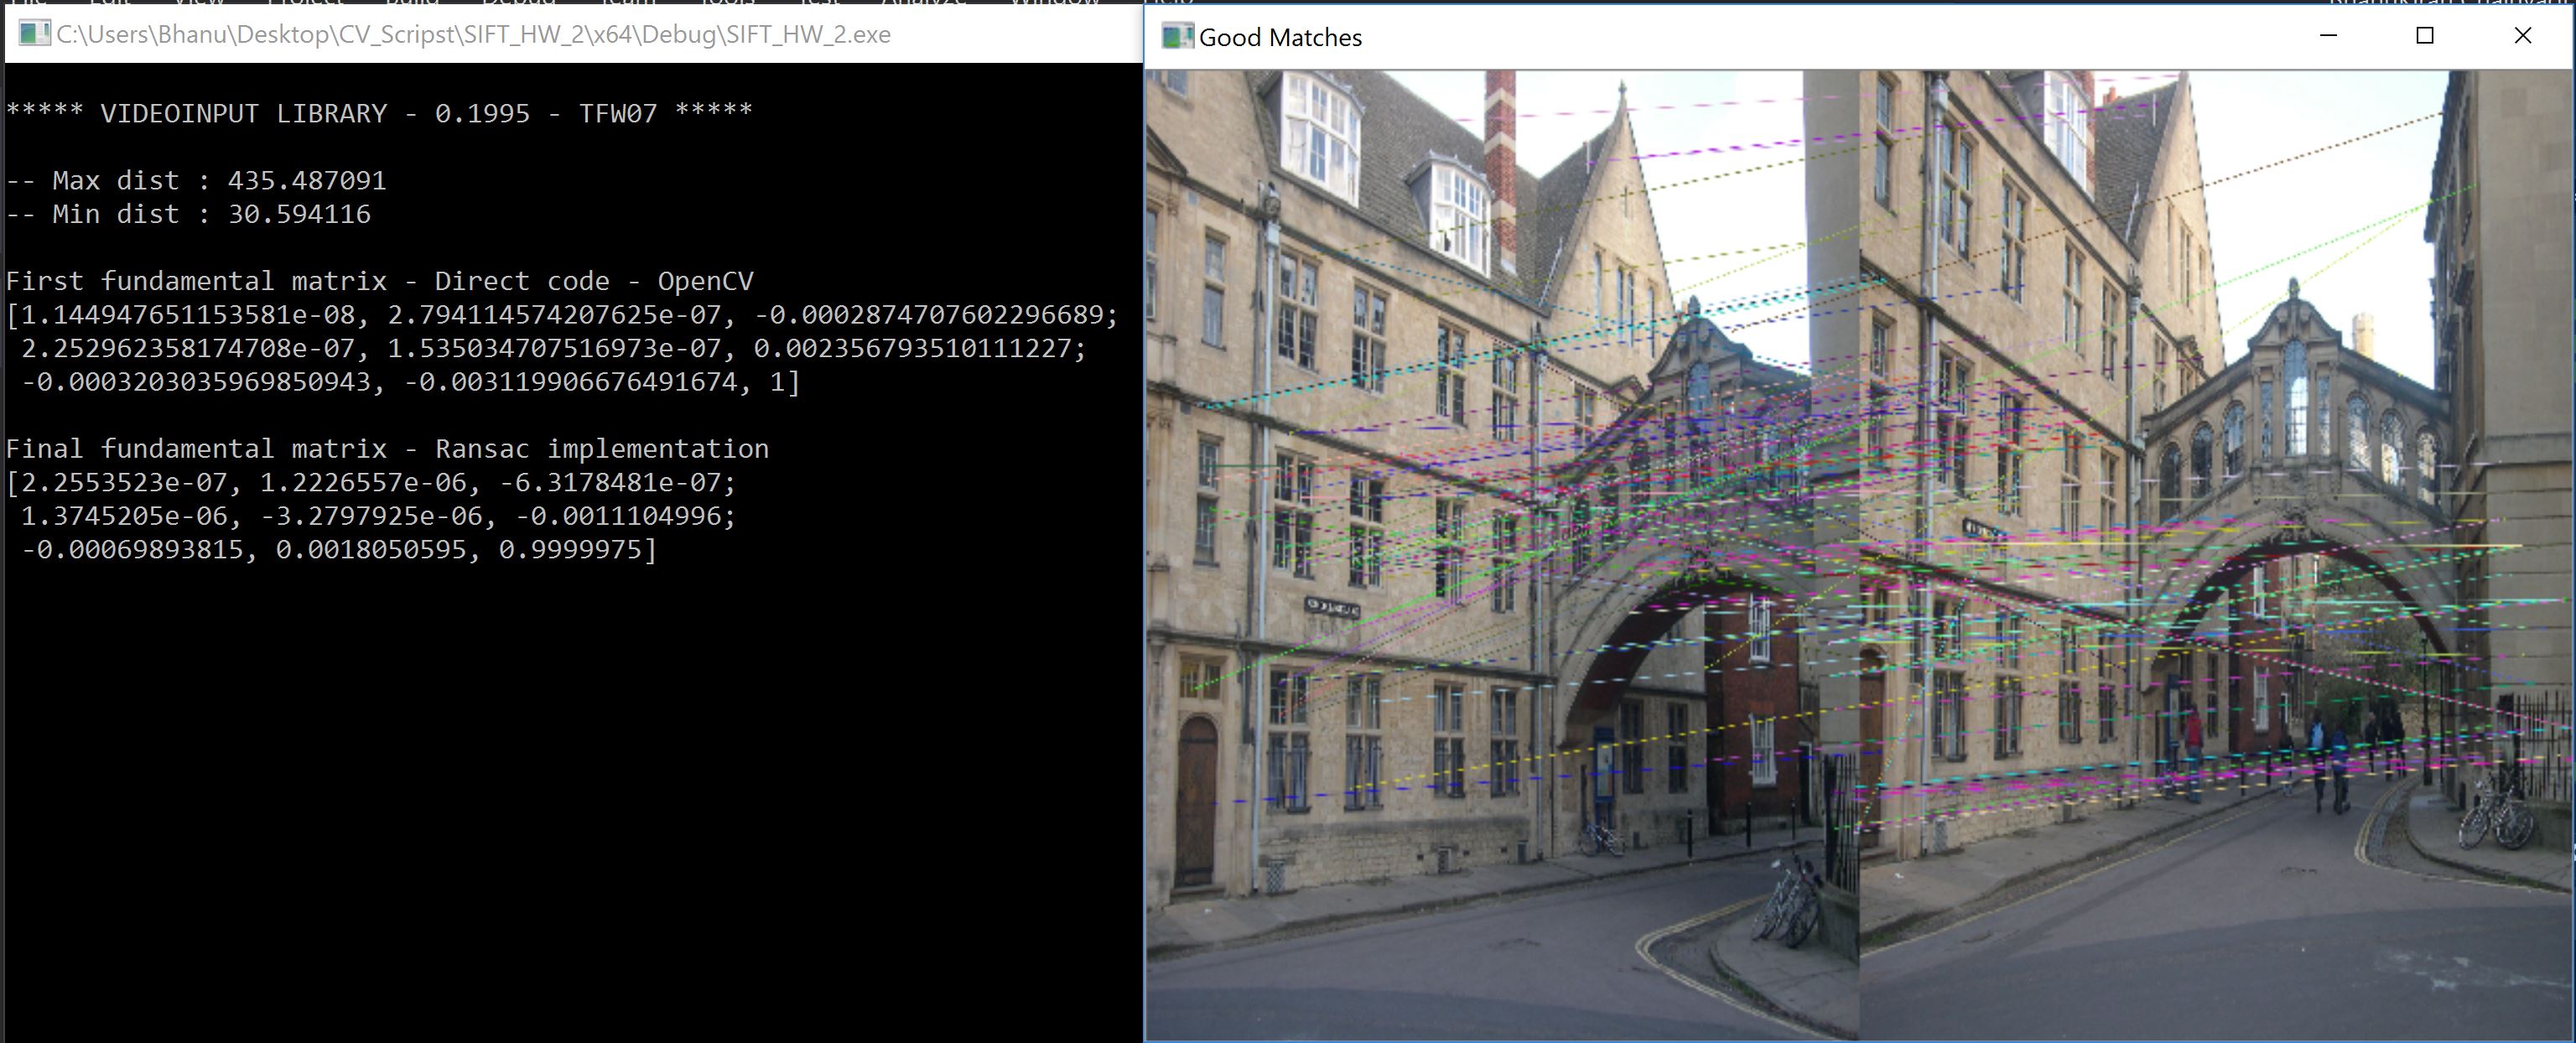 C:\Users\Bhanu\Desktop\CV_Scripst\SIFT_HW_2\x64\Debug\SIFT_HW_2.exe
***** VIDEOINPUT LIBRARY - 0.1995 - TFW07 *****
-- Max dist : 435.487091
-- Min dist : 30.594116
First fundamental matrix - Direct code - OpenCV
[1.144947651153581e-08, 2.794114574207625e-07, -0.0002874707602296689;
2.252962358174708e-07, 1.535034707516973e-07, 0.002356793510111227;
-0.0003203035969850943, -0.003119906676491674, 1]
Final fundamental matrix - Ransac implementation
[2.2553523e-07, 1.2226557e-06, -6.3178481e-07;
1.3745205e-06, -3.2797925e-06, -0.0011104996;
-0.00069893815, 0.0018050595, 0.9999975]
Good Matches